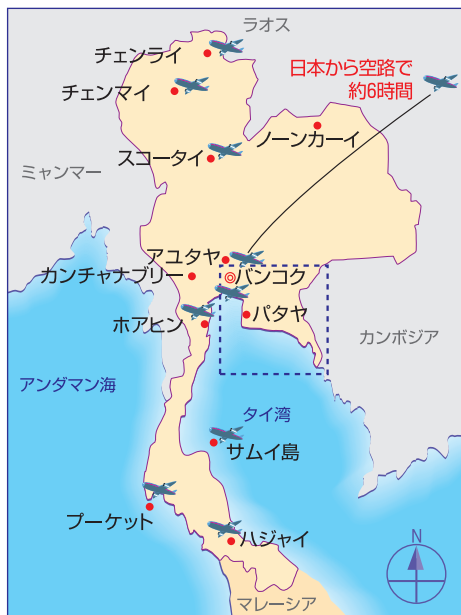 ラオス
チェンライ
日本から空路で
約6時間
チェンマイ
ノーンカーイ
スコータイ
ミャンマー
アユタヤ
カンチャナブリー
バンコク
パタヤ
ホアヒン
カンボジア
アンダマン海
タイ湾
サムイ島
プーケット
ハジャイ
N
マレーシア